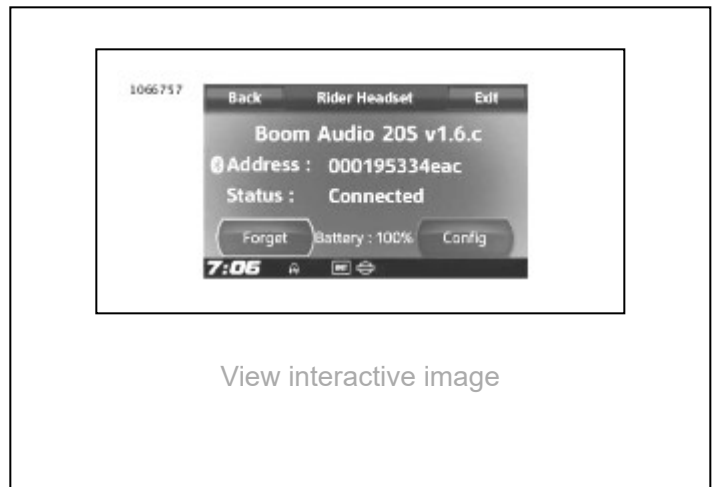 1066757
Back Rider Headset Exit
Boom Audio 20S v1.6.c
Address : 000195334eac
Status : Connected
Forget Battery : 100% Config
7:06
View interactive image